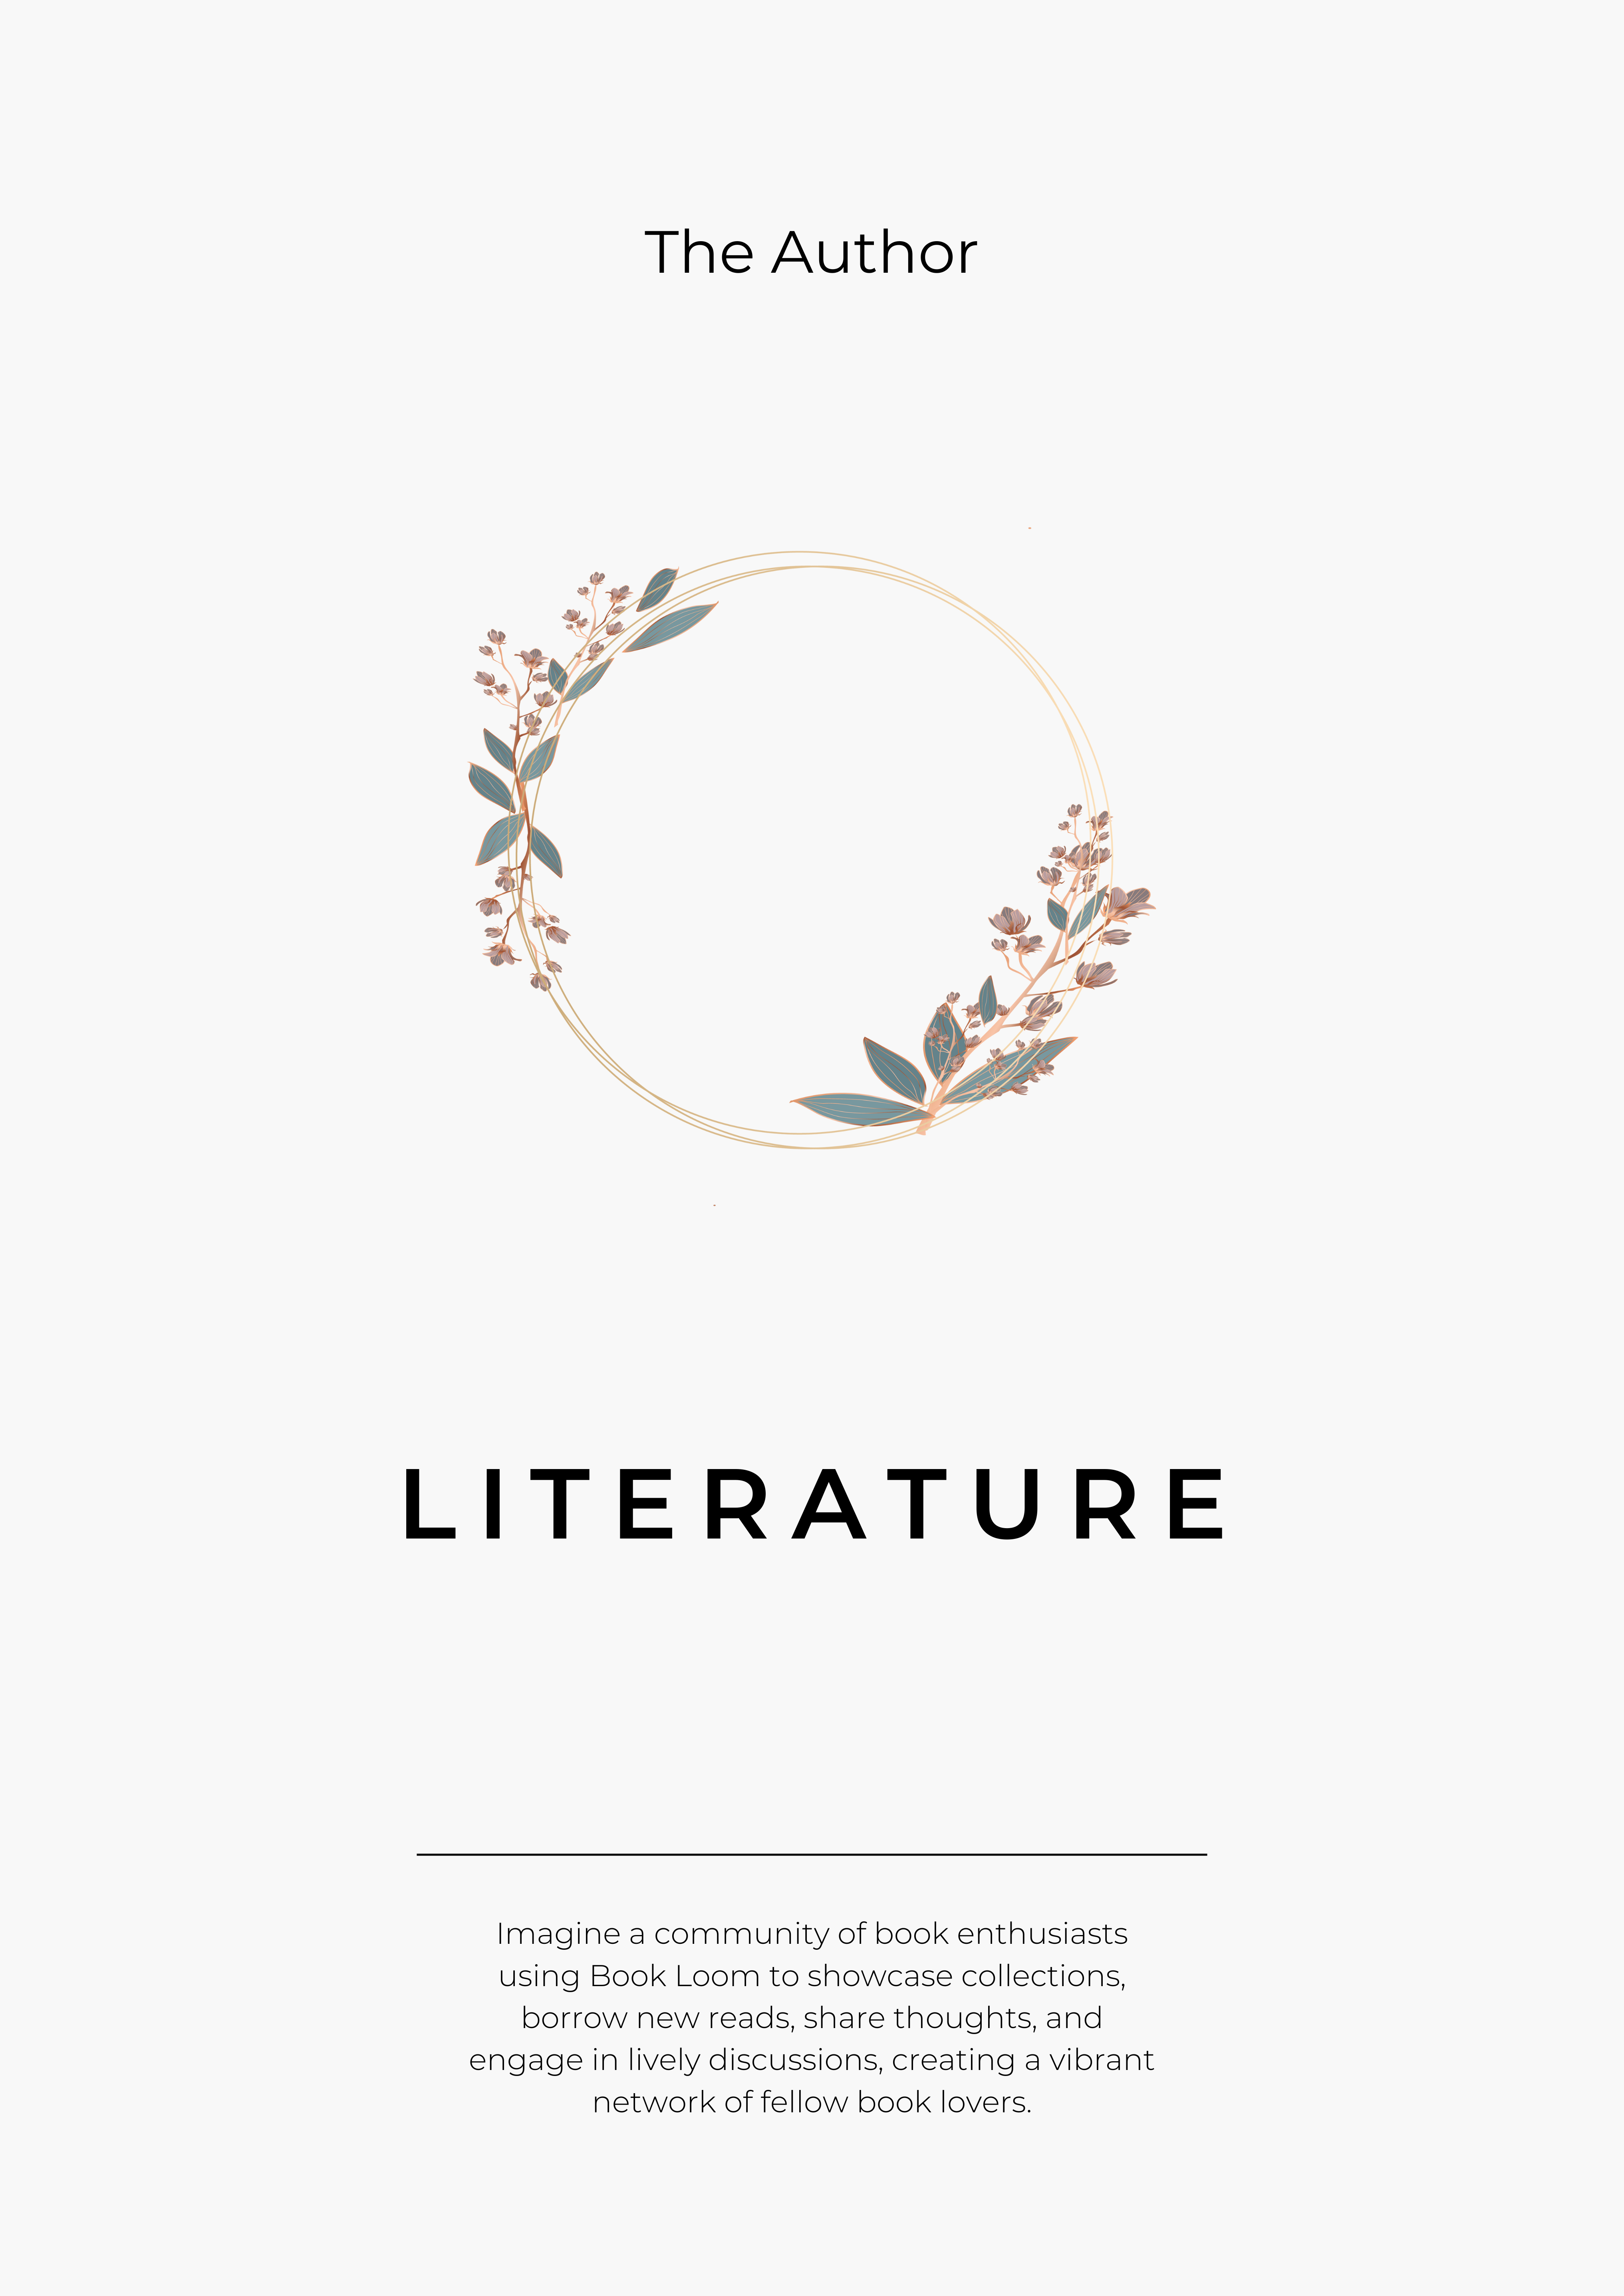 The Author
LITERATURE
Imagine a community of book enthusiasts
using Book Loom to showcase collections,
borrow new reads, share thoughts, and
engage in lively discussions, creating a vibrant
network of fellow book lovers.